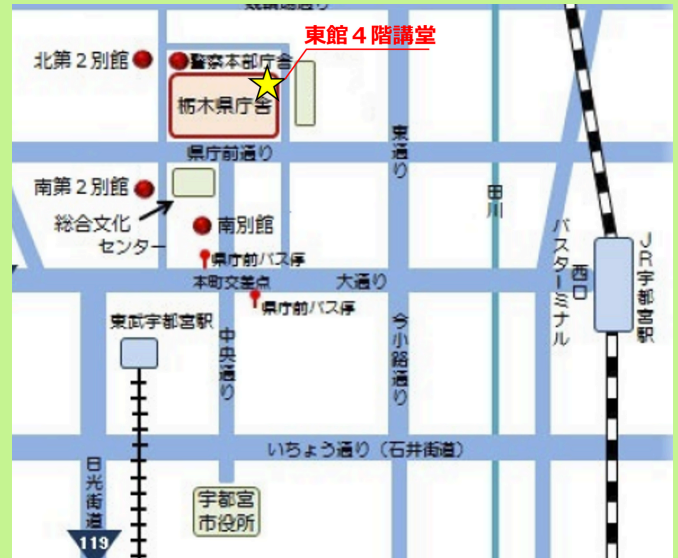 東館４階講堂
北第２別館
警察本部庁舎
栃木県庁舎
県庁前通り
東通り
南第２別館
田川
総合文化
センター
南別館
県庁前バス停
バスターミナル
西口
ＪＲ宇都宮駅
本町交差点
大通り
県庁前バス停
東武宇都宮駅
中央通り
今小路通り
いちょう通り（石井街道）
日光街道
宇都宮
市役所
119